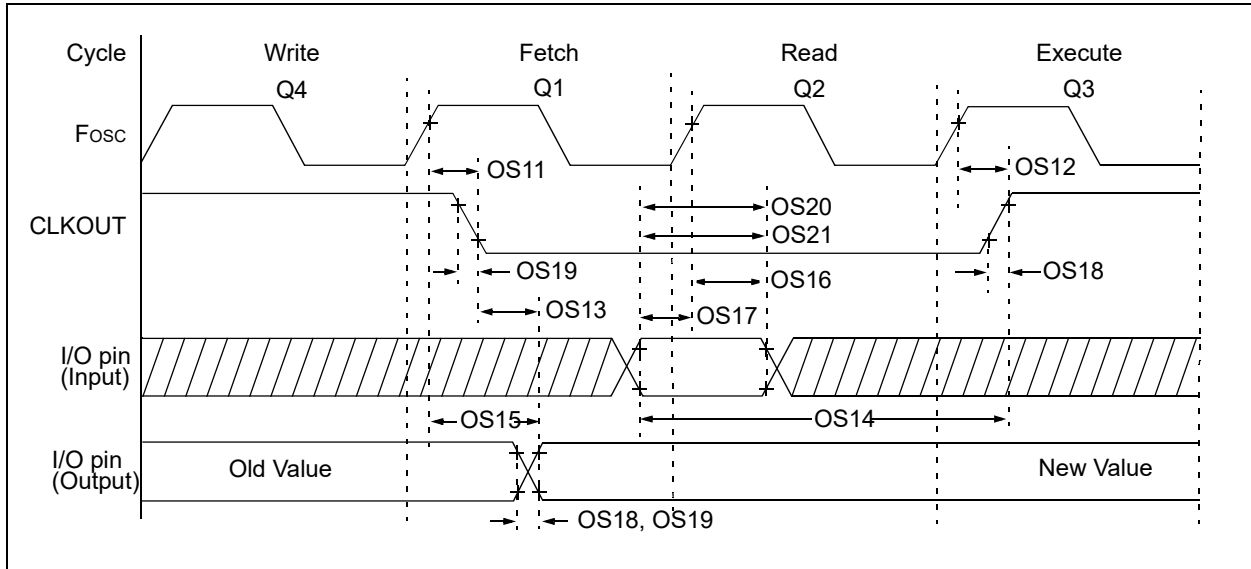 Cycle Write Fetch Read Execute
Q4 Q1 Q2 Q3
FOSC
OS11 OS12
CLKOUT
OS20
OS21
OS19 OS16 OS18
OS13 OS17
I/O pin
(Input)
OS15 OS14
I/O pin
(Output)
Old Value New Value
OS18, OS19